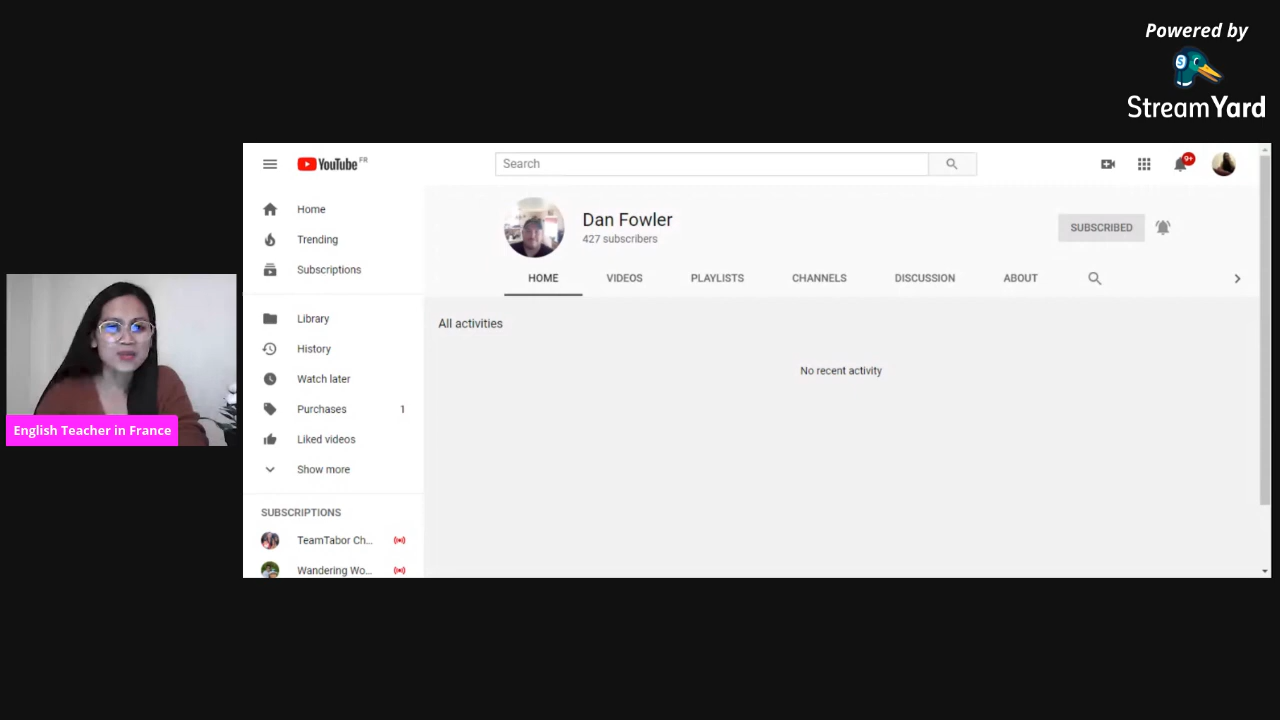 Powered by
StreamYard
YouTube FR
Search
9+
Home
Trending
Subscriptions
Library
History
Watch later
Purchases 1
Liked videos
Show more
SUBSCRIPTIONS
TeamTabor Ch...
Wandering Wo...
Dan Fowler
427 subscribers
SUBSCRIBED
HOME VIDEOS PLAYLISTS CHANNELS DISCUSSION ABOUT
All activities
No recent activity
English Teacher in France